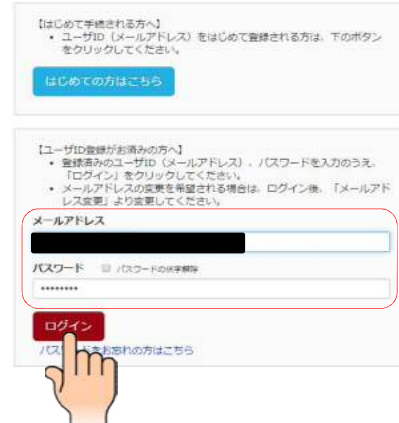 【はじめて手続される方へ】
• ユーザID（メールアドレス）をはじめて登録される方は、下のボタン
をクリックしてください。
はじめての方はこちら
【ユーザID登録がお済みの方へ】
• 登録済みのユーザID（メールアドレス）、パスワードを入力のうえ、
「ログイン」をクリックしてください。
• メールアドレスの変更を希望される場合は、ログイン後、「メールアド
レス変更」より変更してください。
メールアドレス
パスワード パスワードの伏字解除
••••••••
ログイン
パスワードをお忘れの方はこちら